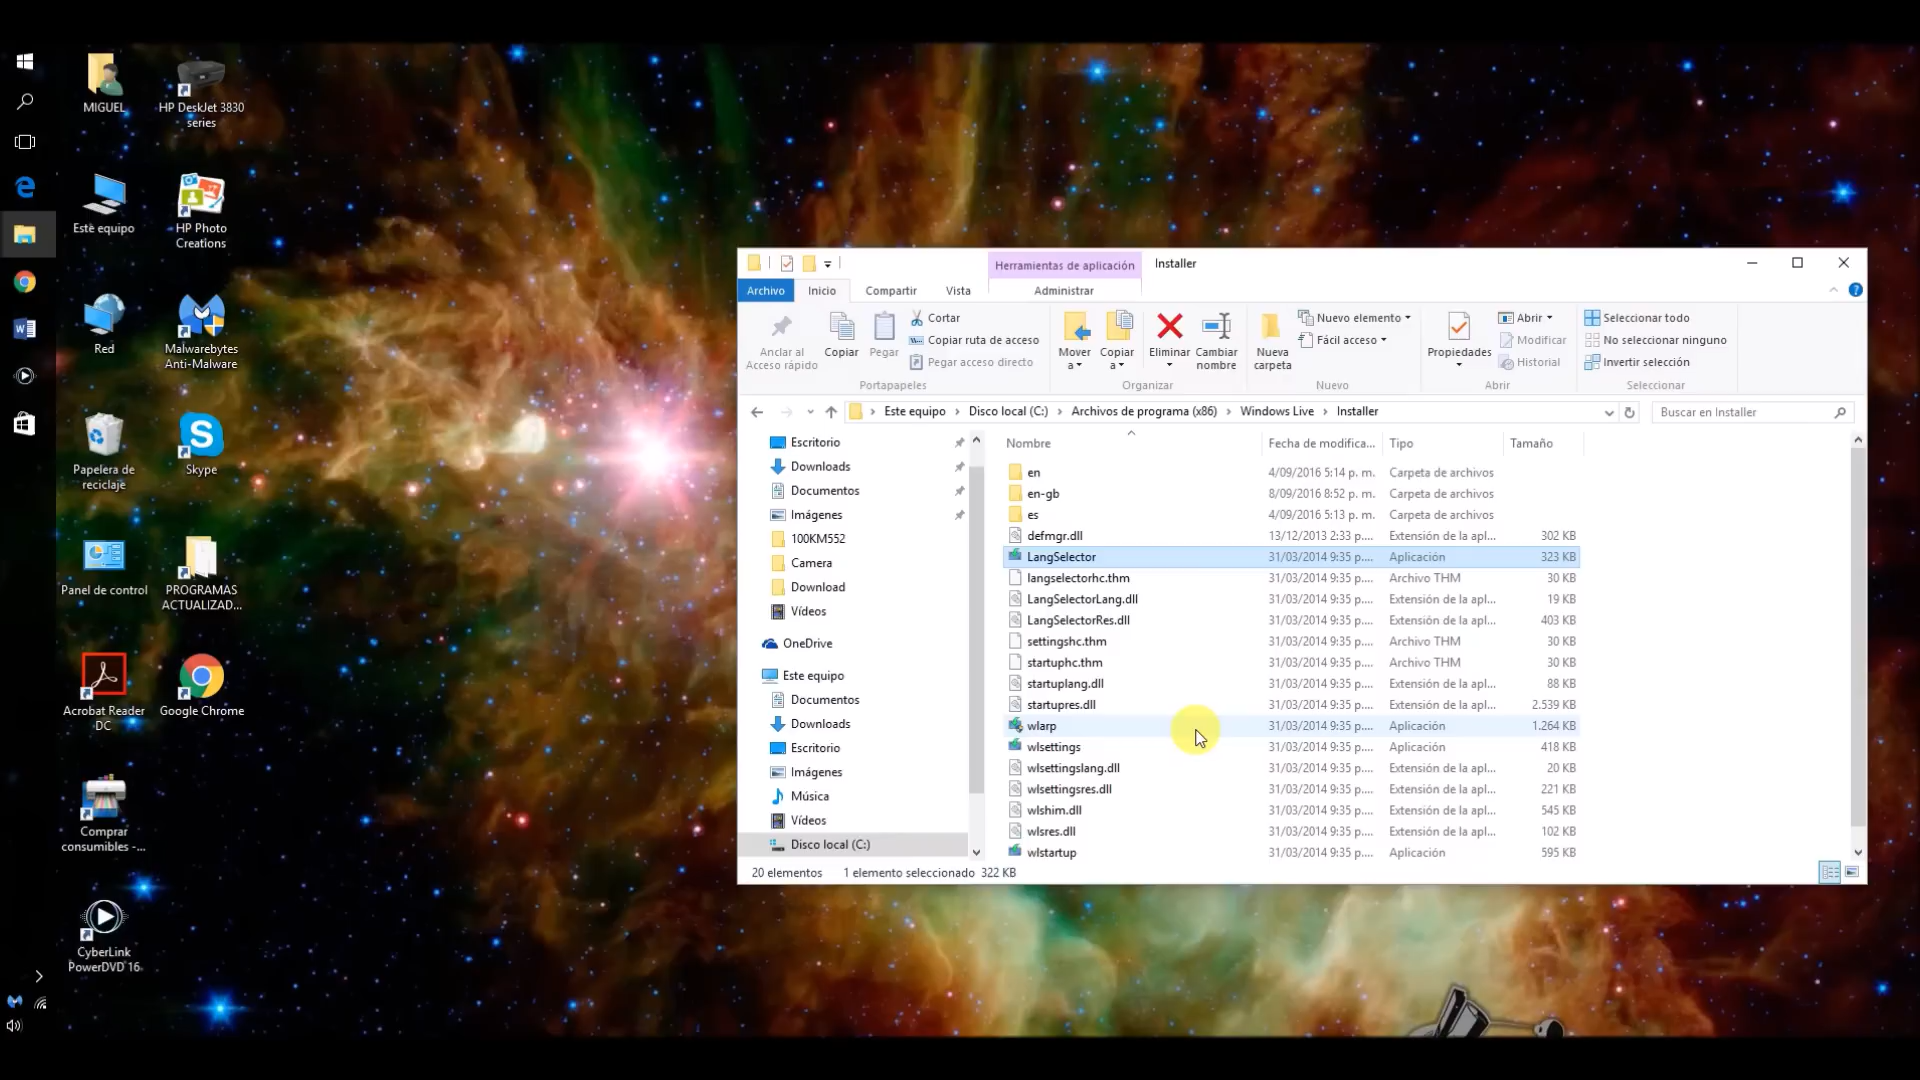 MIGUEL
HP DeskJet 3830
series
Este equipo
HP Photo
Creations
Red
Malwarebytes
Anti-Malware
Papelera de
reciclaje
Skype
Panel de control
PROGRAMAS
ACTUALIZAD...
Acrobat Reader
DC
Google Chrome
Comprar
consumibles -...
CyberLink
PowerDVD 16
Herramientas de aplicación
Installer
Archivo
Inicio
Compartir
Vista
Administrar
Anclar al
Acceso rápido
Copiar
Pegar
Cortar
Copiar ruta de acceso
Pegar acceso directo
Portapapeles
Mover
a
Copiar
a
Eliminar
Cambiar
nombre
Organizar
Nueva
carpeta
Nuevo elemento
Fácil acceso
Nuevo
Propiedades
Abrir
Modificar
Historial
Abrir
Seleccionar todo
No seleccionar ninguno
Invertir selección
Seleccionar
Este equipo > Disco local (C:) > Archivos de programa (x86) > Windows Live > Installer
Buscar en Installer
Escritorio
Downloads
Documentos
Imágenes
100KM552
Camera
Download
Vídeos
OneDrive
Este equipo
Documentos
Downloads
Escritorio
Imágenes
Música
Vídeos
Disco local (C:)
Nombre Fecha de modifica... Tipo Tamaño
en 4/09/2016 5:14 p. m. Carpeta de archivos
en-gb 8/09/2016 8:52 p. m. Carpeta de archivos
es 4/09/2016 5:13 p. m. Carpeta de archivos
defmgr.dll 13/12/2013 2:33 p.... Extensión de la apl... 302 KB
LangSelector 31/03/2014 9:35 p.... Aplicación 323 KB
langselectorhc.thm 31/03/2014 9:35 p.... Archivo THM 30 KB
LangSelectorLang.dll 31/03/2014 9:35 p.... Extensión de la apl... 19 KB
LangSelectorRes.dll 31/03/2014 9:35 p.... Extensión de la apl... 403 KB
settingshc.thm 31/03/2014 9:35 p.... Archivo THM 30 KB
startuphc.thm 31/03/2014 9:35 p.... Archivo THM 30 KB
startuplang.dll 31/03/2014 9:35 p.... Extensión de la apl... 88 KB
startupres.dll 31/03/2014 9:35 p.... Extensión de la apl... 2.539 KB
wlarp 31/03/2014 9:35 p.... Aplicación 1.264 KB
wlsettings 31/03/2014 9:35 p.... Aplicación 418 KB
wlsettingslang.dll 31/03/2014 9:35 p.... Extensión de la apl... 20 KB
wlsettingsres.dll 31/03/2014 9:35 p.... Extensión de la apl... 221 KB
wlshim.dll 31/03/2014 9:35 p.... Extensión de la apl... 545 KB
wlsres.dll 31/03/2014 9:35 p.... Extensión de la apl... 102 KB
wlstartup 31/03/2014 9:35 p.... Aplicación 595 KB
20 elementos 1 elemento seleccionado 322 KB